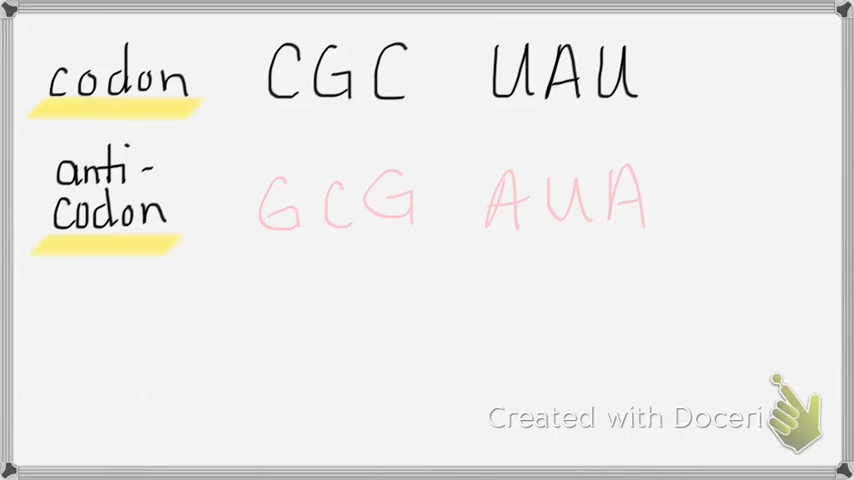 codon CGC UAU
anti-
codon GCG AUA
Created with Doceri